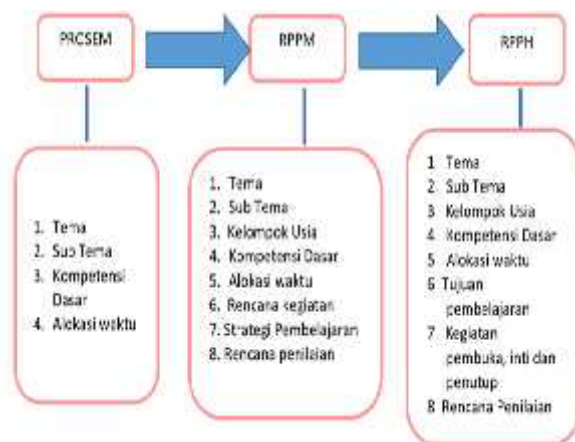 PROSEM
RPPM
RPPH
1. Tema
2. Sub Tema
3. Kompetensi
Dasar
4. Alokasi waktu
1. Tema
2. Sub Tema
3. Kelompok Usia
4. Kompetensi Dasar
5. Alokasi waktu
6. Rencana kegiatan
7. Strategi Pembelajaran
8. Rencana penilaian
1 Tema
2 Sub Tema
3 Kelompok Usia
4 Kompetensi Dasar
5 Alokasi waktu
6 Tujuan
pembelajaran
7 Kegiatan
pembuka, inti dan
penutup
8 Rencana Penilaian